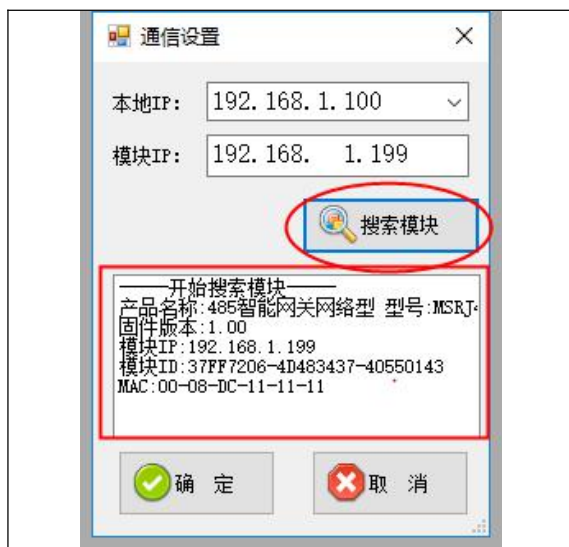 通信设置
本地IP: 192.168.1.100
模块IP: 192.168. 1.199
搜索模块
———开始搜索模块———
产品名称:485智能网关网络型 型号:MSRJ4
固件版本:1.00
模块IP:192.168.1.199
模块ID:37FF7206-4D483437-40550143
MAC:00-08-DC-11-11-11
确 定
取 消